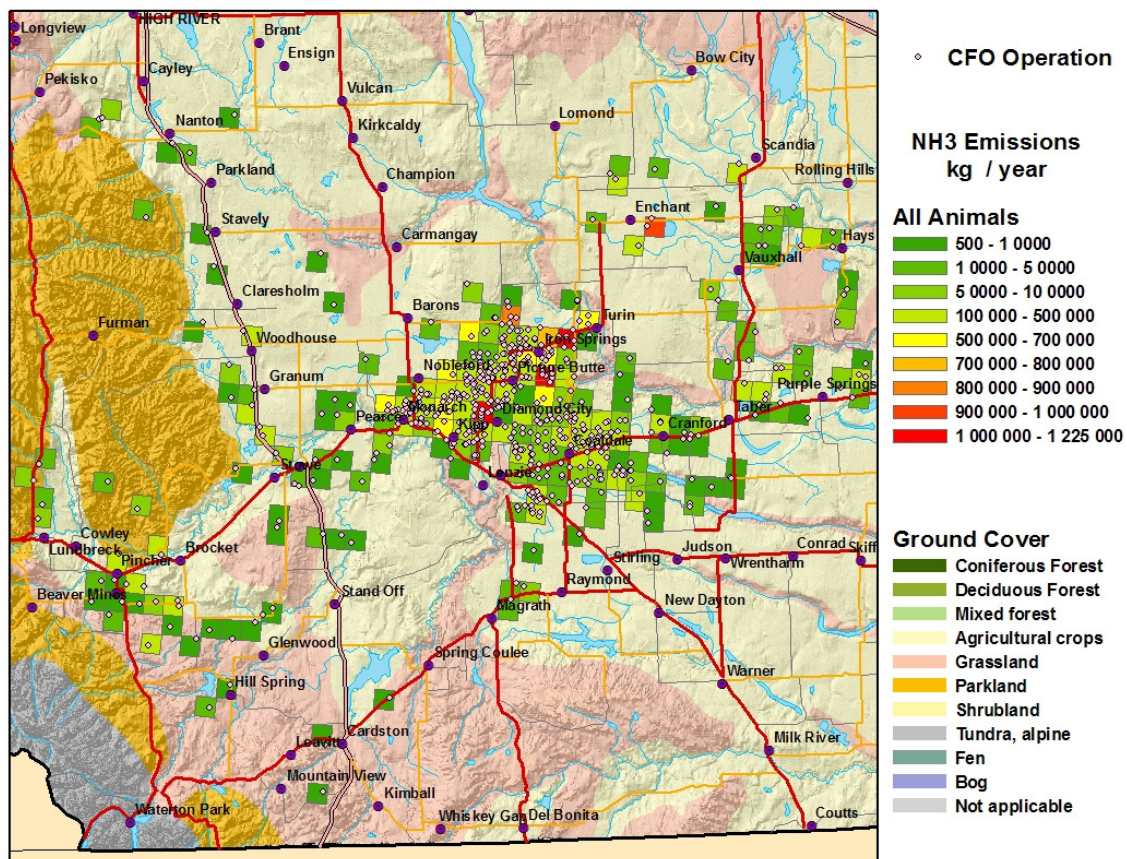 HIGH RIVER
Longview
Brant
Ensign
Cayley
Pekisko
Bow City
Vulcan
Nanton
Kirkcaldy
Lomond
Scandia
Parkland
Champion
Rolling Hills
Stavely
Enchant
Carmangay
Hays
Vauxhall
Claresholm
Barons
Turin
Furman
Woodhouse
Iron Springs
Nobleford
Picture Butte
Granum
Purple Springs
Pearce
Monarch
Diamond City
Kipp
Cranford
Taber
Coaldale
Stowe
Lenzie
Cowley
Lundbreck
Pincher
Brocket
Stirling
Judson
Wrentham
Conrad
Skiff
Beaver Mines
Stand Off
Raymond
Magrath
New Dayton
Glenwood
Spring Coulee
Hill Spring
Warner
Cardston
Leavitt
Milk River
Mountain View
Kimball
Waterton Park
Whiskey Gap
Del Bonita
Coutts
CFO Operation
NH3 Emissions
kg / year
All Animals
500 - 1 0000
1 0000 - 5 0000
5 0000 - 10 0000
100 000 - 500 000
500 000 - 700 000
700 000 - 800 000
800 000 - 900 000
900 000 - 1 000 000
1 000 000 - 1 225 000
Ground Cover
Coniferous Forest
Deciduous Forest
Mixed forest
Agricultural crops
Grassland
Parkland
Shrubland
Tundra, alpine
Fen
Bog
Not applicable